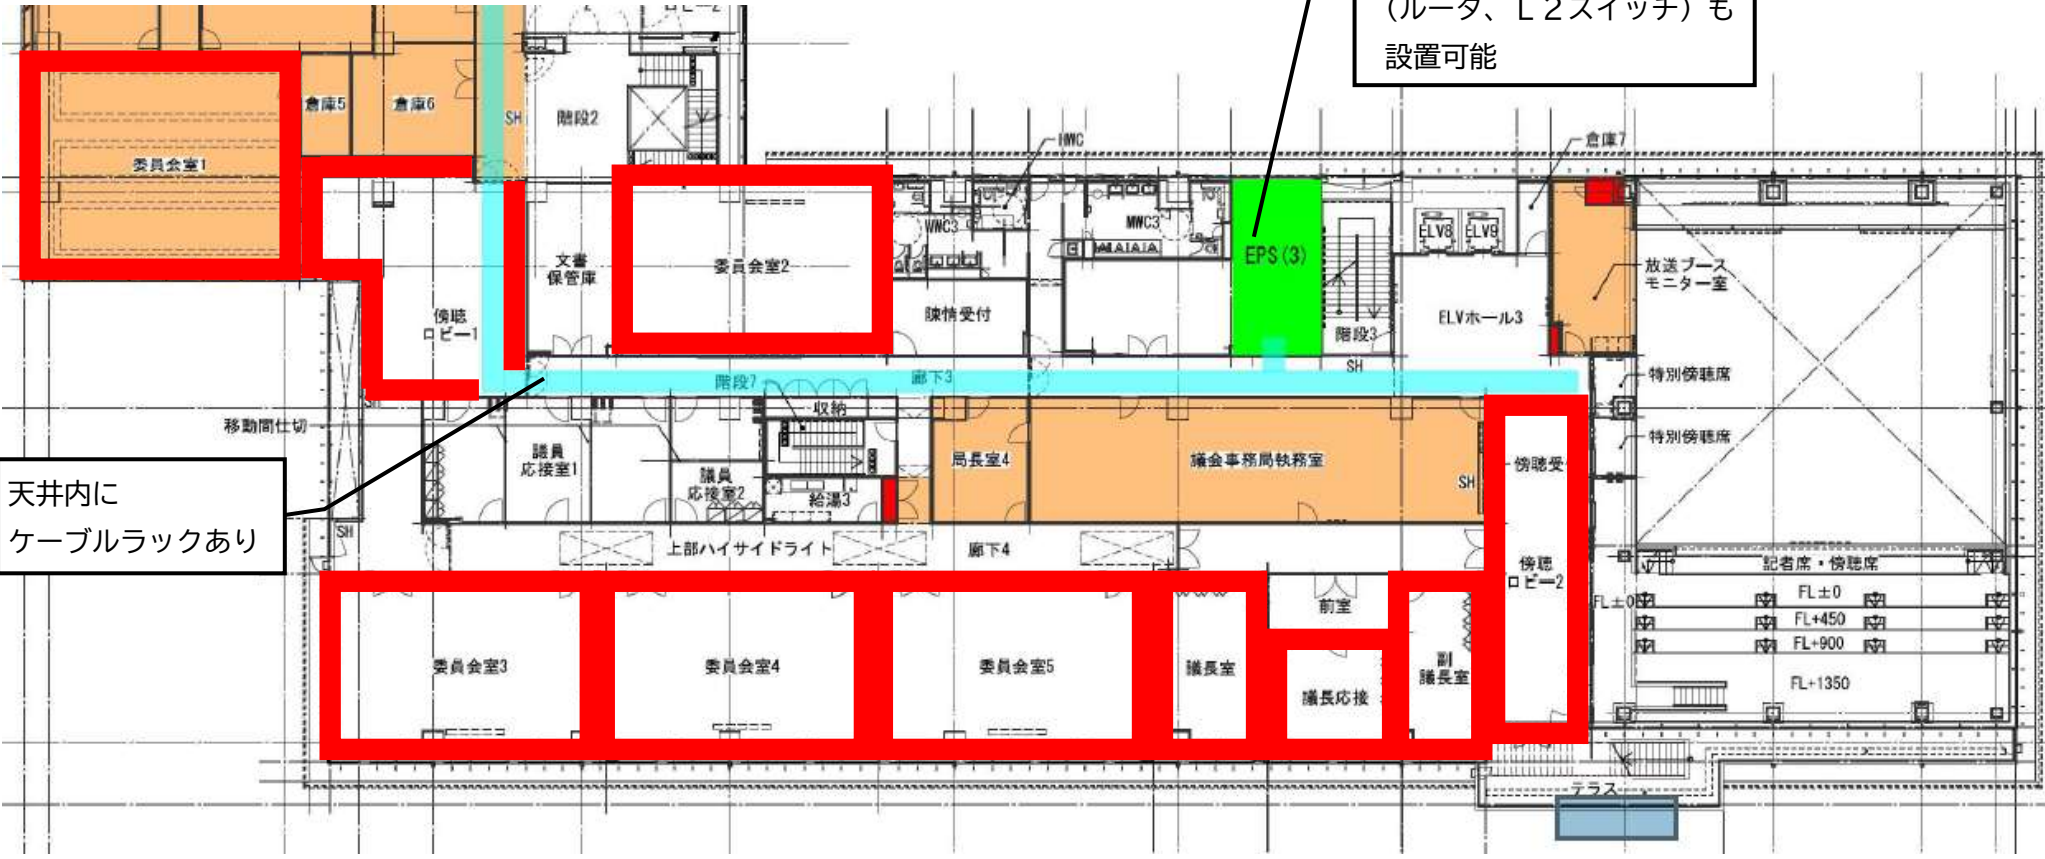 （ルータ、Ｌ２スイッチ）も
設置可能
ロビー2
倉庫5
倉庫6
SH
階段2
委員会室1
HWC
倉庫7
WWC3
MWC3
ELV8
ELV9
EPS(3)
文書
保管庫
委員会室2
放送ブース
モニター室
傍聴
ロビー1
陳情受付
階段3
ELVホール3
SH
階段7
廊下3
特別傍聴席
SH
収納
移動間仕切
特別傍聴席
議員
応接室1
局長室4
議会事務局執務室
傍聴受
議員
応接室2
SH
給湯3
天井内に
ケーブルラックあり
SH
上部ハイサイドライト
廊下4
傍聴
ロビー2
記者席・傍聴席
前室
FL±0
FL±0
FL+450
FL+900
委員会室3
委員会室4
委員会室5
議長室
副
議長室
議長応接
FL+1350
テラス